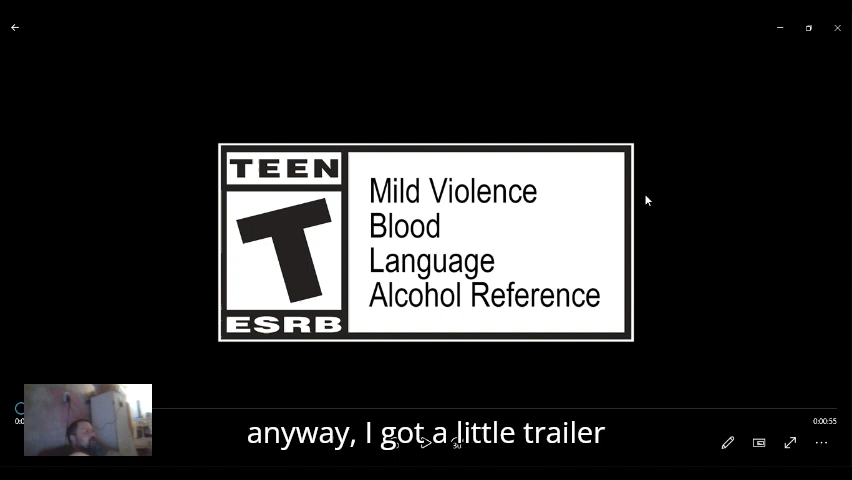 TEEN
T
ESRB
Mild Violence
Blood
Language
Alcohol Reference
0:00:55
anyway, I got a little trailer